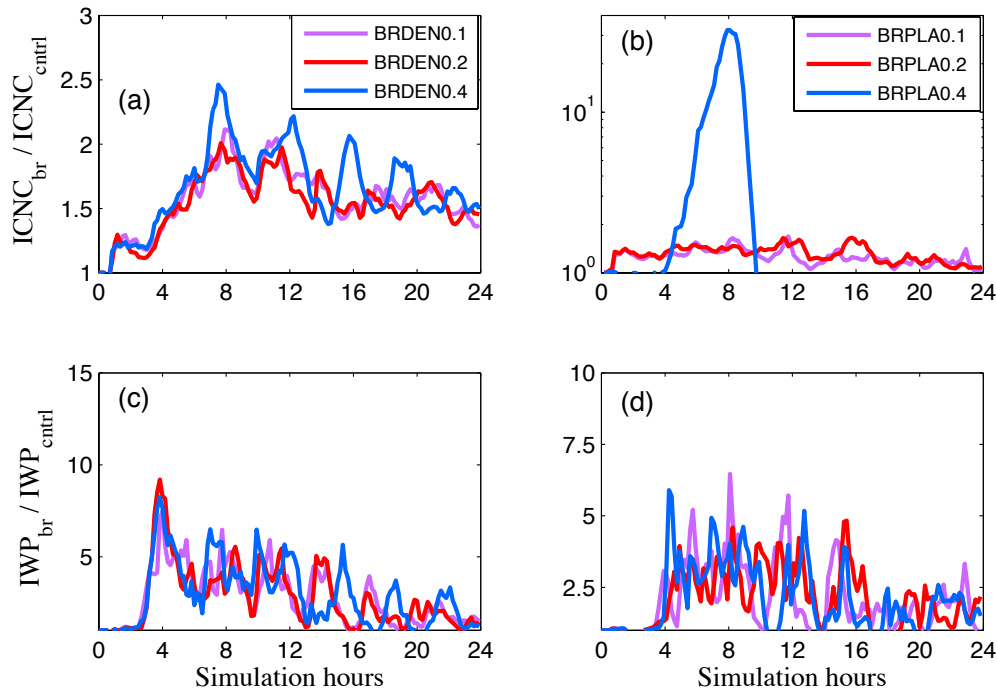 ICNC_br / ICNC_cntrl
3
2.5
2
1.5
1
(a)
BRDEN0.1
BRDEN0.2
BRDEN0.4
0 4 8 12 16 20 24
10^1
10^0
(b)
BRPLA0.1
BRPLA0.2
BRPLA0.4
0 4 8 12 16 20 24
IWP_br / IWP_cntrl
15
10
5
(c)
0 4 8 12 16 20 24
Simulation hours
10
7.5
5
2.5
(d)
0 4 8 12 16 20 24
Simulation hours